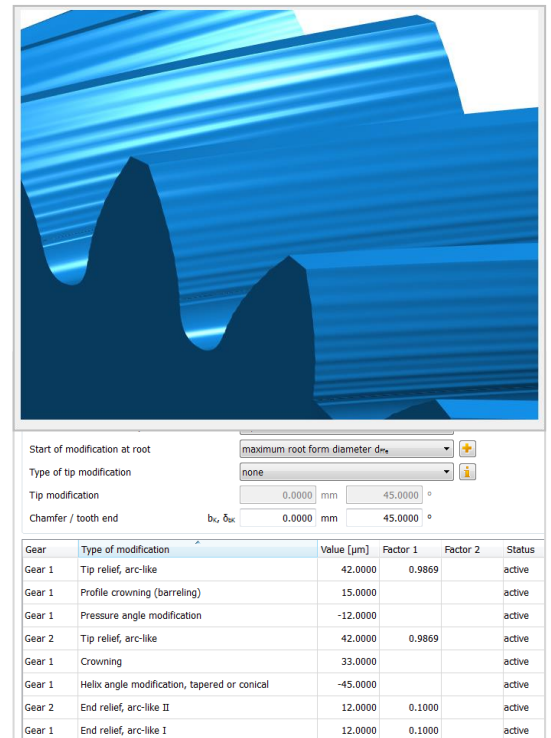 Start of modification at root maximum root form diameter dₘᵣₑ
Type of tip modification none
Tip modification 0.0000 mm 45.0000 °
Chamfer / tooth end bK, δbK 0.0000 mm 45.0000 °
Gear Type of modification Value [µm] Factor 1 Factor 2 Status
Gear 1 Tip relief, arc-like 42.0000 0.9869 active
Gear 1 Profile crowning (barreling) 15.0000 active
Gear 1 Pressure angle modification -12.0000 active
Gear 2 Tip relief, arc-like 42.0000 0.9869 active
Gear 1 Crowning 33.0000 active
Gear 1 Helix angle modification, tapered or conical -45.0000 active
Gear 2 End relief, arc-like II 12.0000 0.1000 active
Gear 1 End relief, arc-like I 12.0000 0.1000 active